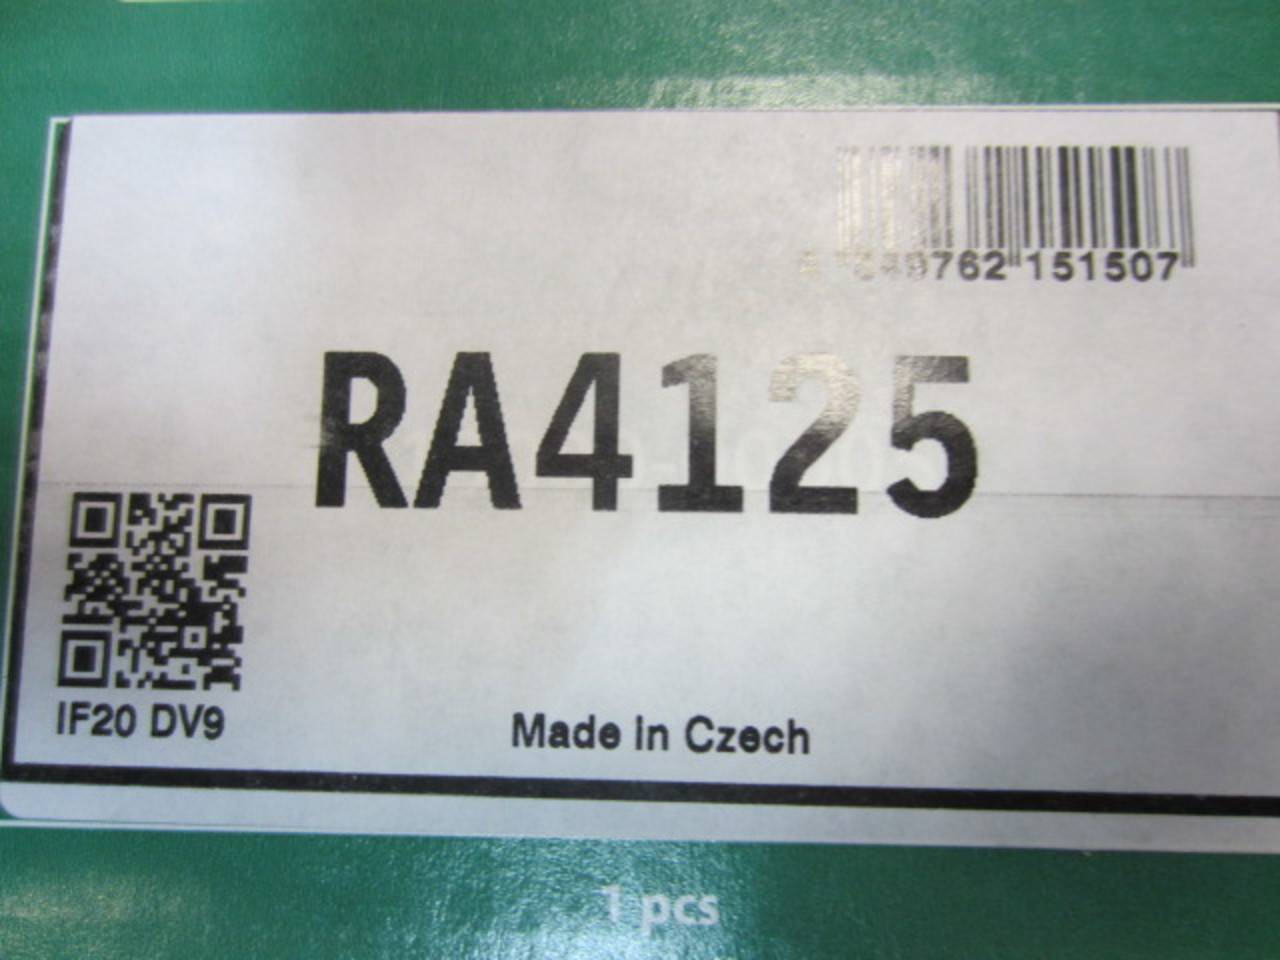 762 151507
RA4125
IF20 DV9
Made in Czech
1 pcs